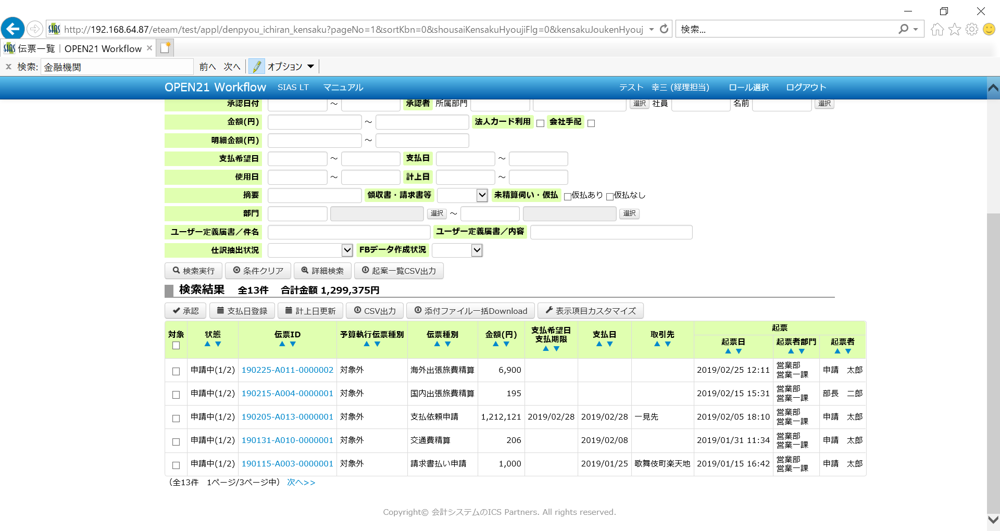 http://192.168.64.87/eteam/test/appl/denpyou_ichiran_kensaku?pageNo=1&sortKbn=0&shousaiKensakuHyoujiFlg=0&kensakuJoukenHyouj 検索...
伝票一覧｜OPEN21 Workflow ×
x 検索: 金融機関 前へ 次へ オプション
OPEN21 Workflow SIAS LT マニュアル テスト 幸三 (経理担当) ロール選択 ログアウト
承認日付 ～ 承認者 所属部門 選択 社員 名前 選択
金額(円) ～ 法人カード利用 会社手配
明細金額(円) ～
支払希望日 ～ 支払日 ～
使用日 ～ 計上日 ～
摘要 領収書・請求書等 未精算伺い・仮払 仮払あり 仮払なし
部門 選択 ～ 選択
ユーザー定義届書／件名 ユーザー定義届書／内容
仕訳抽出状況 FBデータ作成状況
検索実行 条件クリア 詳細検索 起案一覧CSV出力
検索結果 全13件 合計金額 1,299,375円
承認 支払日登録 計上日更新 CSV出力 添付ファイル一括Download 表示項目カスタマイズ
対象 状態 伝票ID 予算執行伝票種別 伝票種別 金額(円) 支払希望日 支払期限 支払日 取引先 起票
起票日 起票者部門 起票者
▲ ▼ ▲ ▼ ▲ ▼ ▲ ▼ ▲ ▼ ▲ ▼ ▲ ▼ ▲ ▼ ▲ ▼ ▲ ▼ ▲ ▼
申請中(1/2) 190225-A011-0000002 対象外 海外出張旅費精算 6,900 2019/02/25 12:11 営業部 営業一課 申請　太郎
申請中(1/2) 190215-A004-0000001 対象外 国内出張旅費精算 195 2019/02/15 15:31 営業部 営業一課 部長　二郎
申請中(1/2) 190205-A013-0000001 対象外 支払依頼申請 1,212,121 2019/02/28 2019/02/28 一見先 2019/02/05 18:10 営業部 営業一課 申請　太郎
申請中(1/2) 190131-A010-0000001 対象外 交通費精算 206 2019/02/08 2019/01/31 11:34 営業部 営業一課 申請　太郎
申請中(1/2) 190115-A003-0000001 対象外 請求書払い申請 1,000 2019/01/25 歌舞伎町楽天地 2019/01/15 16:42 営業部 営業一課 申請　太郎
（全13件　1ページ/3ページ中） 次へ>>
Copyright© 会計システムのICS Partners. All rights reserved.